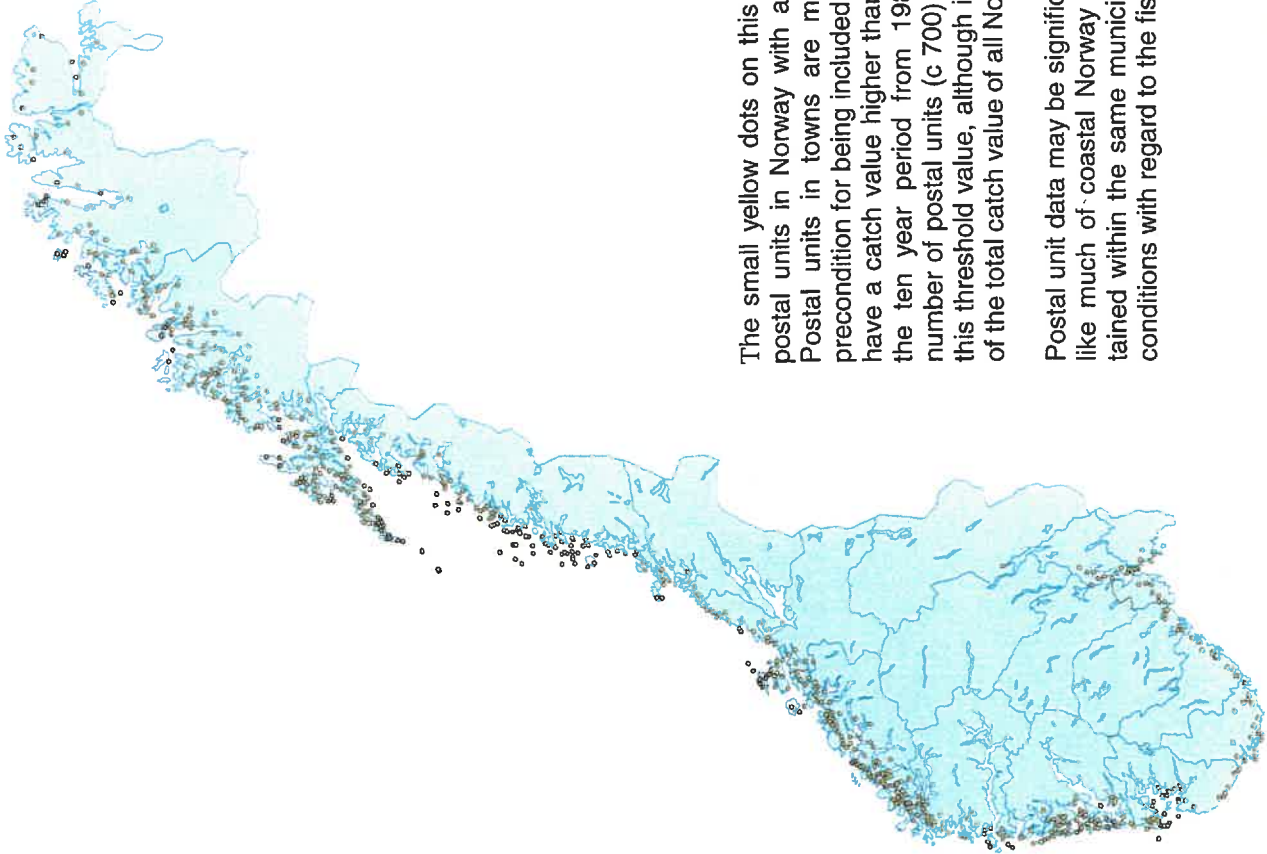 The small yellow dots on this
postal units in Norway with a
Postal units in towns are m
precondition for being included
have a catch value higher than
the ten year period from 198
number of postal units (c 700)
this threshold value, although i
of the total catch value of all No
Postal unit data may be signific
like much of coastal Norway
tained within the same munici
conditions with regard to the fis